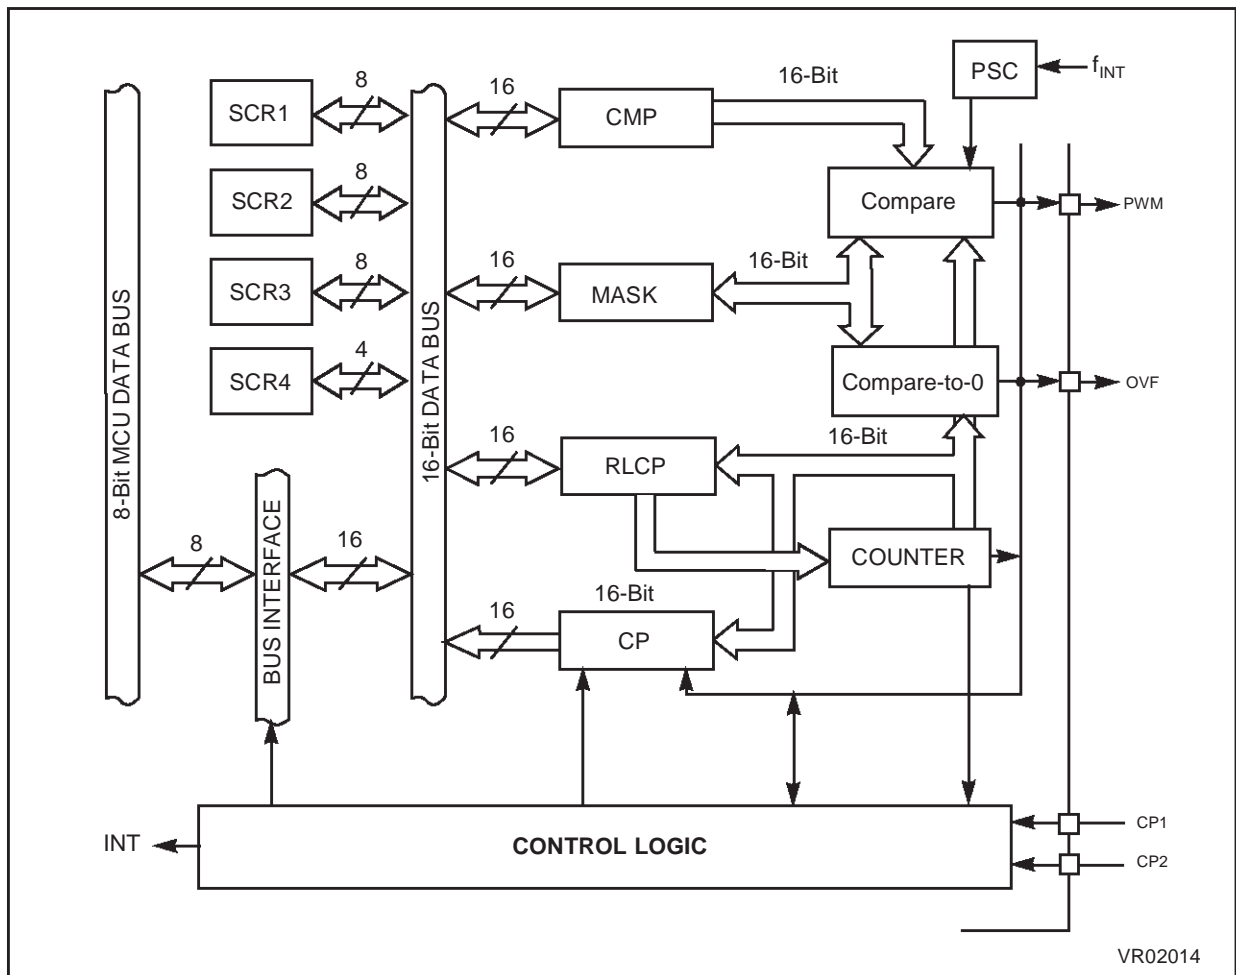 PSC
f_INT
16-Bit
8
SCR1
16
CMP
8
SCR2
Compare
PWM
8
SCR3
16
MASK
16-Bit
4
SCR4
Compare-to-0
OVF
8-Bit MCU DATA BUS
16-Bit DATA BUS
16
RLCP
16-Bit
BUS INTERFACE
8
16
COUNTER
16-Bit
16
CP
INT
CONTROL LOGIC
CP1
CP2
VR02014